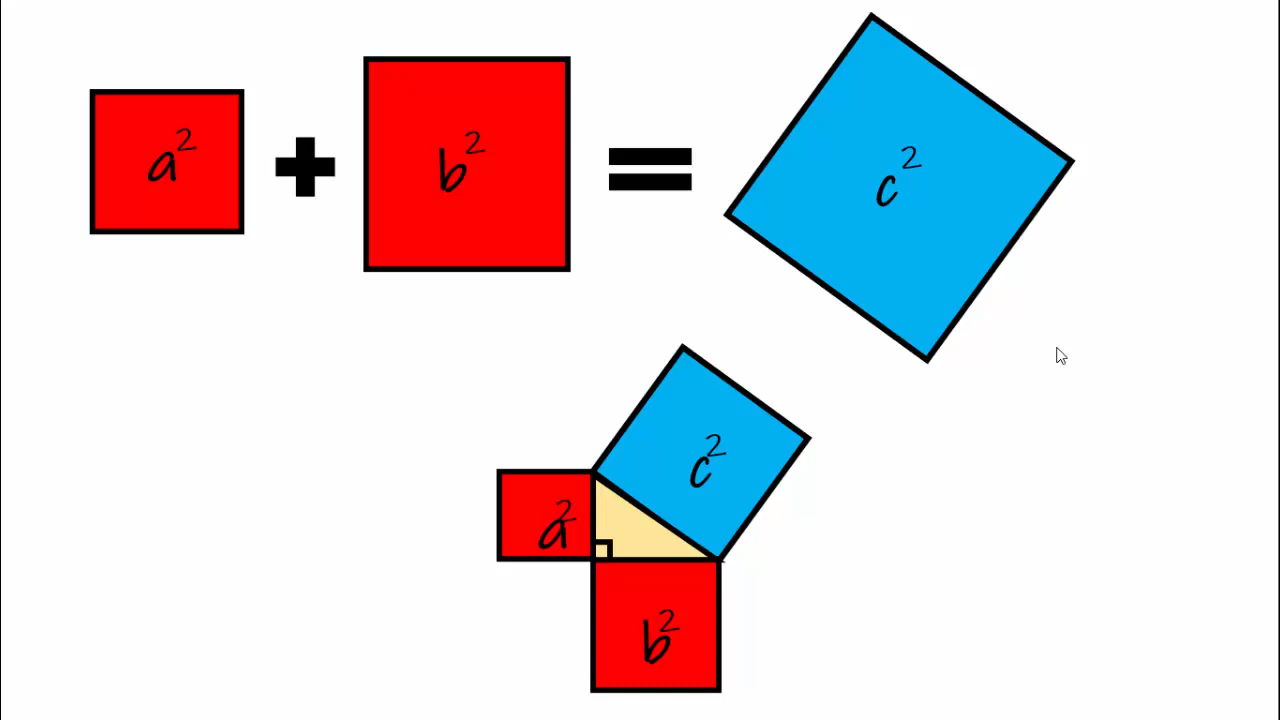 a² + b² = c²
c²
a²
b²